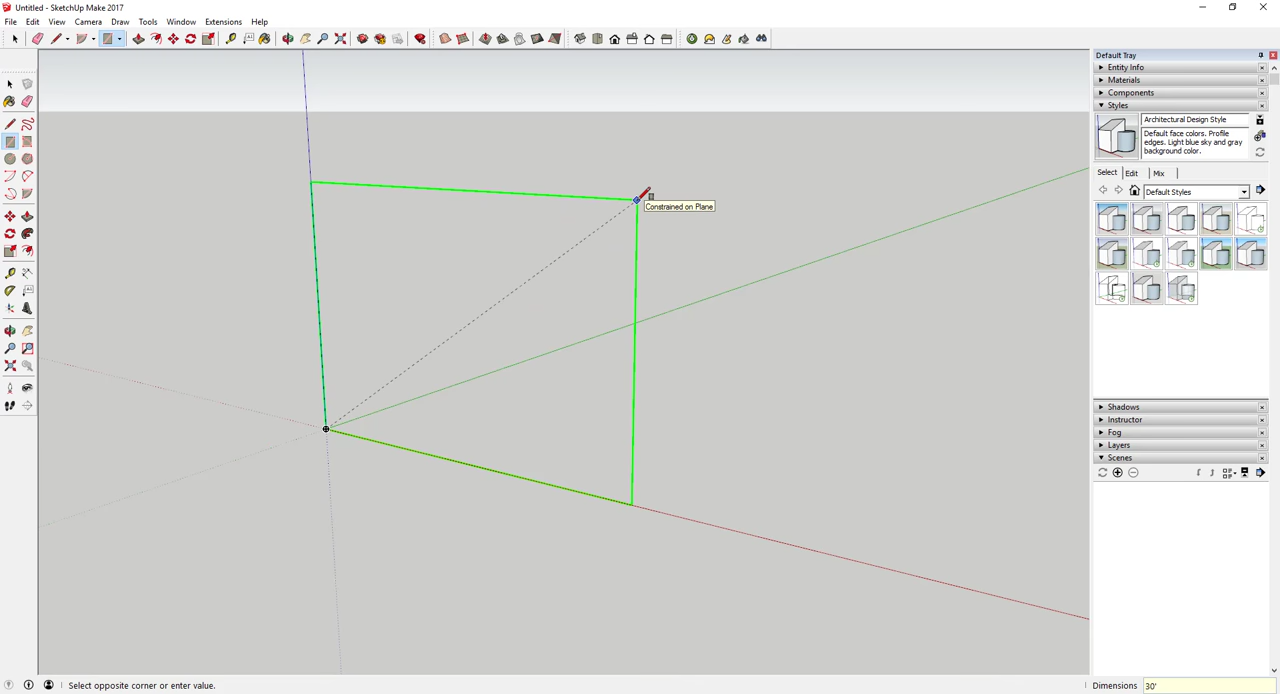 Untitled - SketchUp Make 2017
File Edit View Camera Draw Tools Window Extensions Help
Default Tray
Entity Info
Materials
Components
Styles
Architectural Design Style
Default face colors. Profile
edges. Light blue sky and gray
background color.
Select Edit Mix
Default Styles
Constrained on Plane
Shadows
Instructor
Fog
Layers
Scenes
Select opposite corner or enter value.
Dimensions 30'